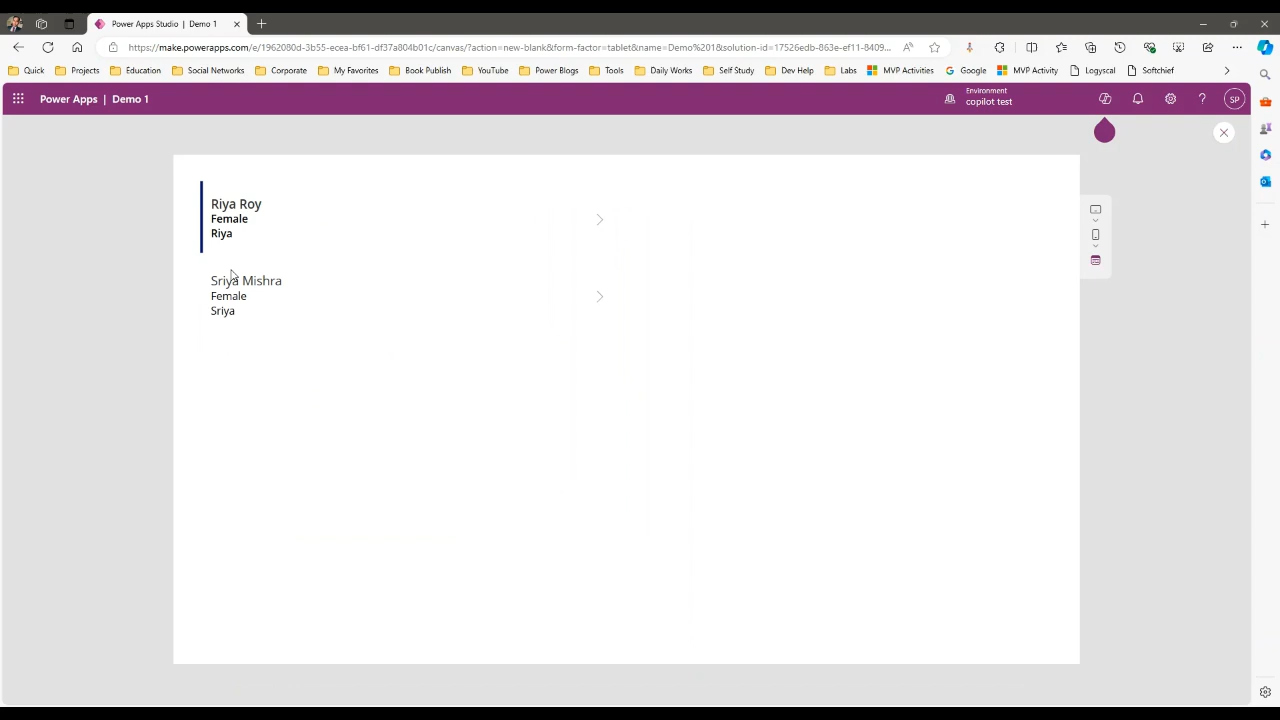 Power Apps Studio | Demo 1
https://make.powerapps.com/e/1962080d-3b55-ecea-bf61-df37a804b01c/canvas/?action=new-blank&form-factor=tablet&name=Demo%201&solution-id=17526edb-863e-ef11-8409...
Quick
Projects
Education
Social Networks
Corporate
My Favorites
Book Publish
YouTube
Power Blogs
Tools
Daily Works
Self Study
Dev Help
Labs
MVP Activities
Google
MVP Activity
Logyscal
Softchief
Power Apps | Demo 1
Environment
copilot test
SP
Riya Roy
Female
Riya
Sriya Mishra
Female
Sriya